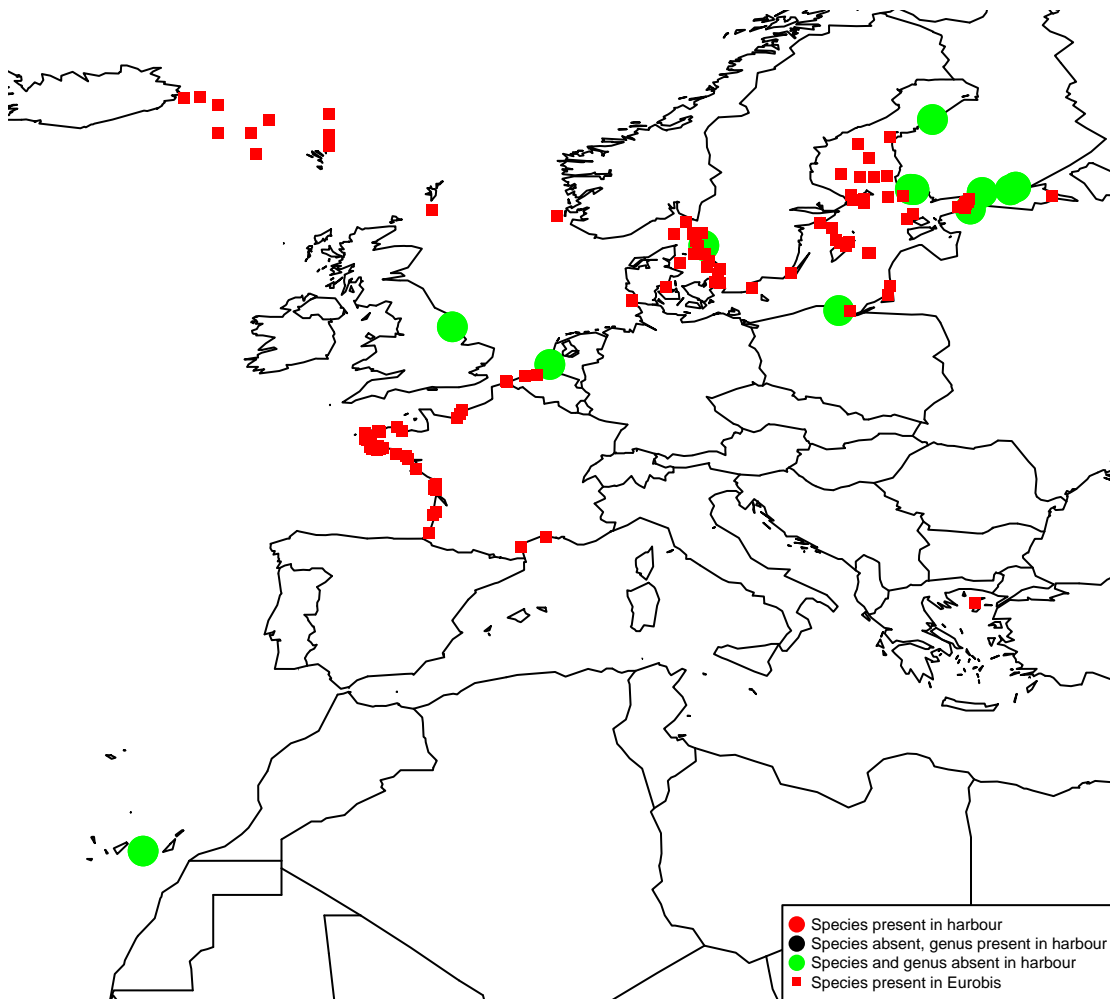 Species present in harbour
Species absent, genus present in harbour
Species and genus absent in harbour
Species present in Eurobis